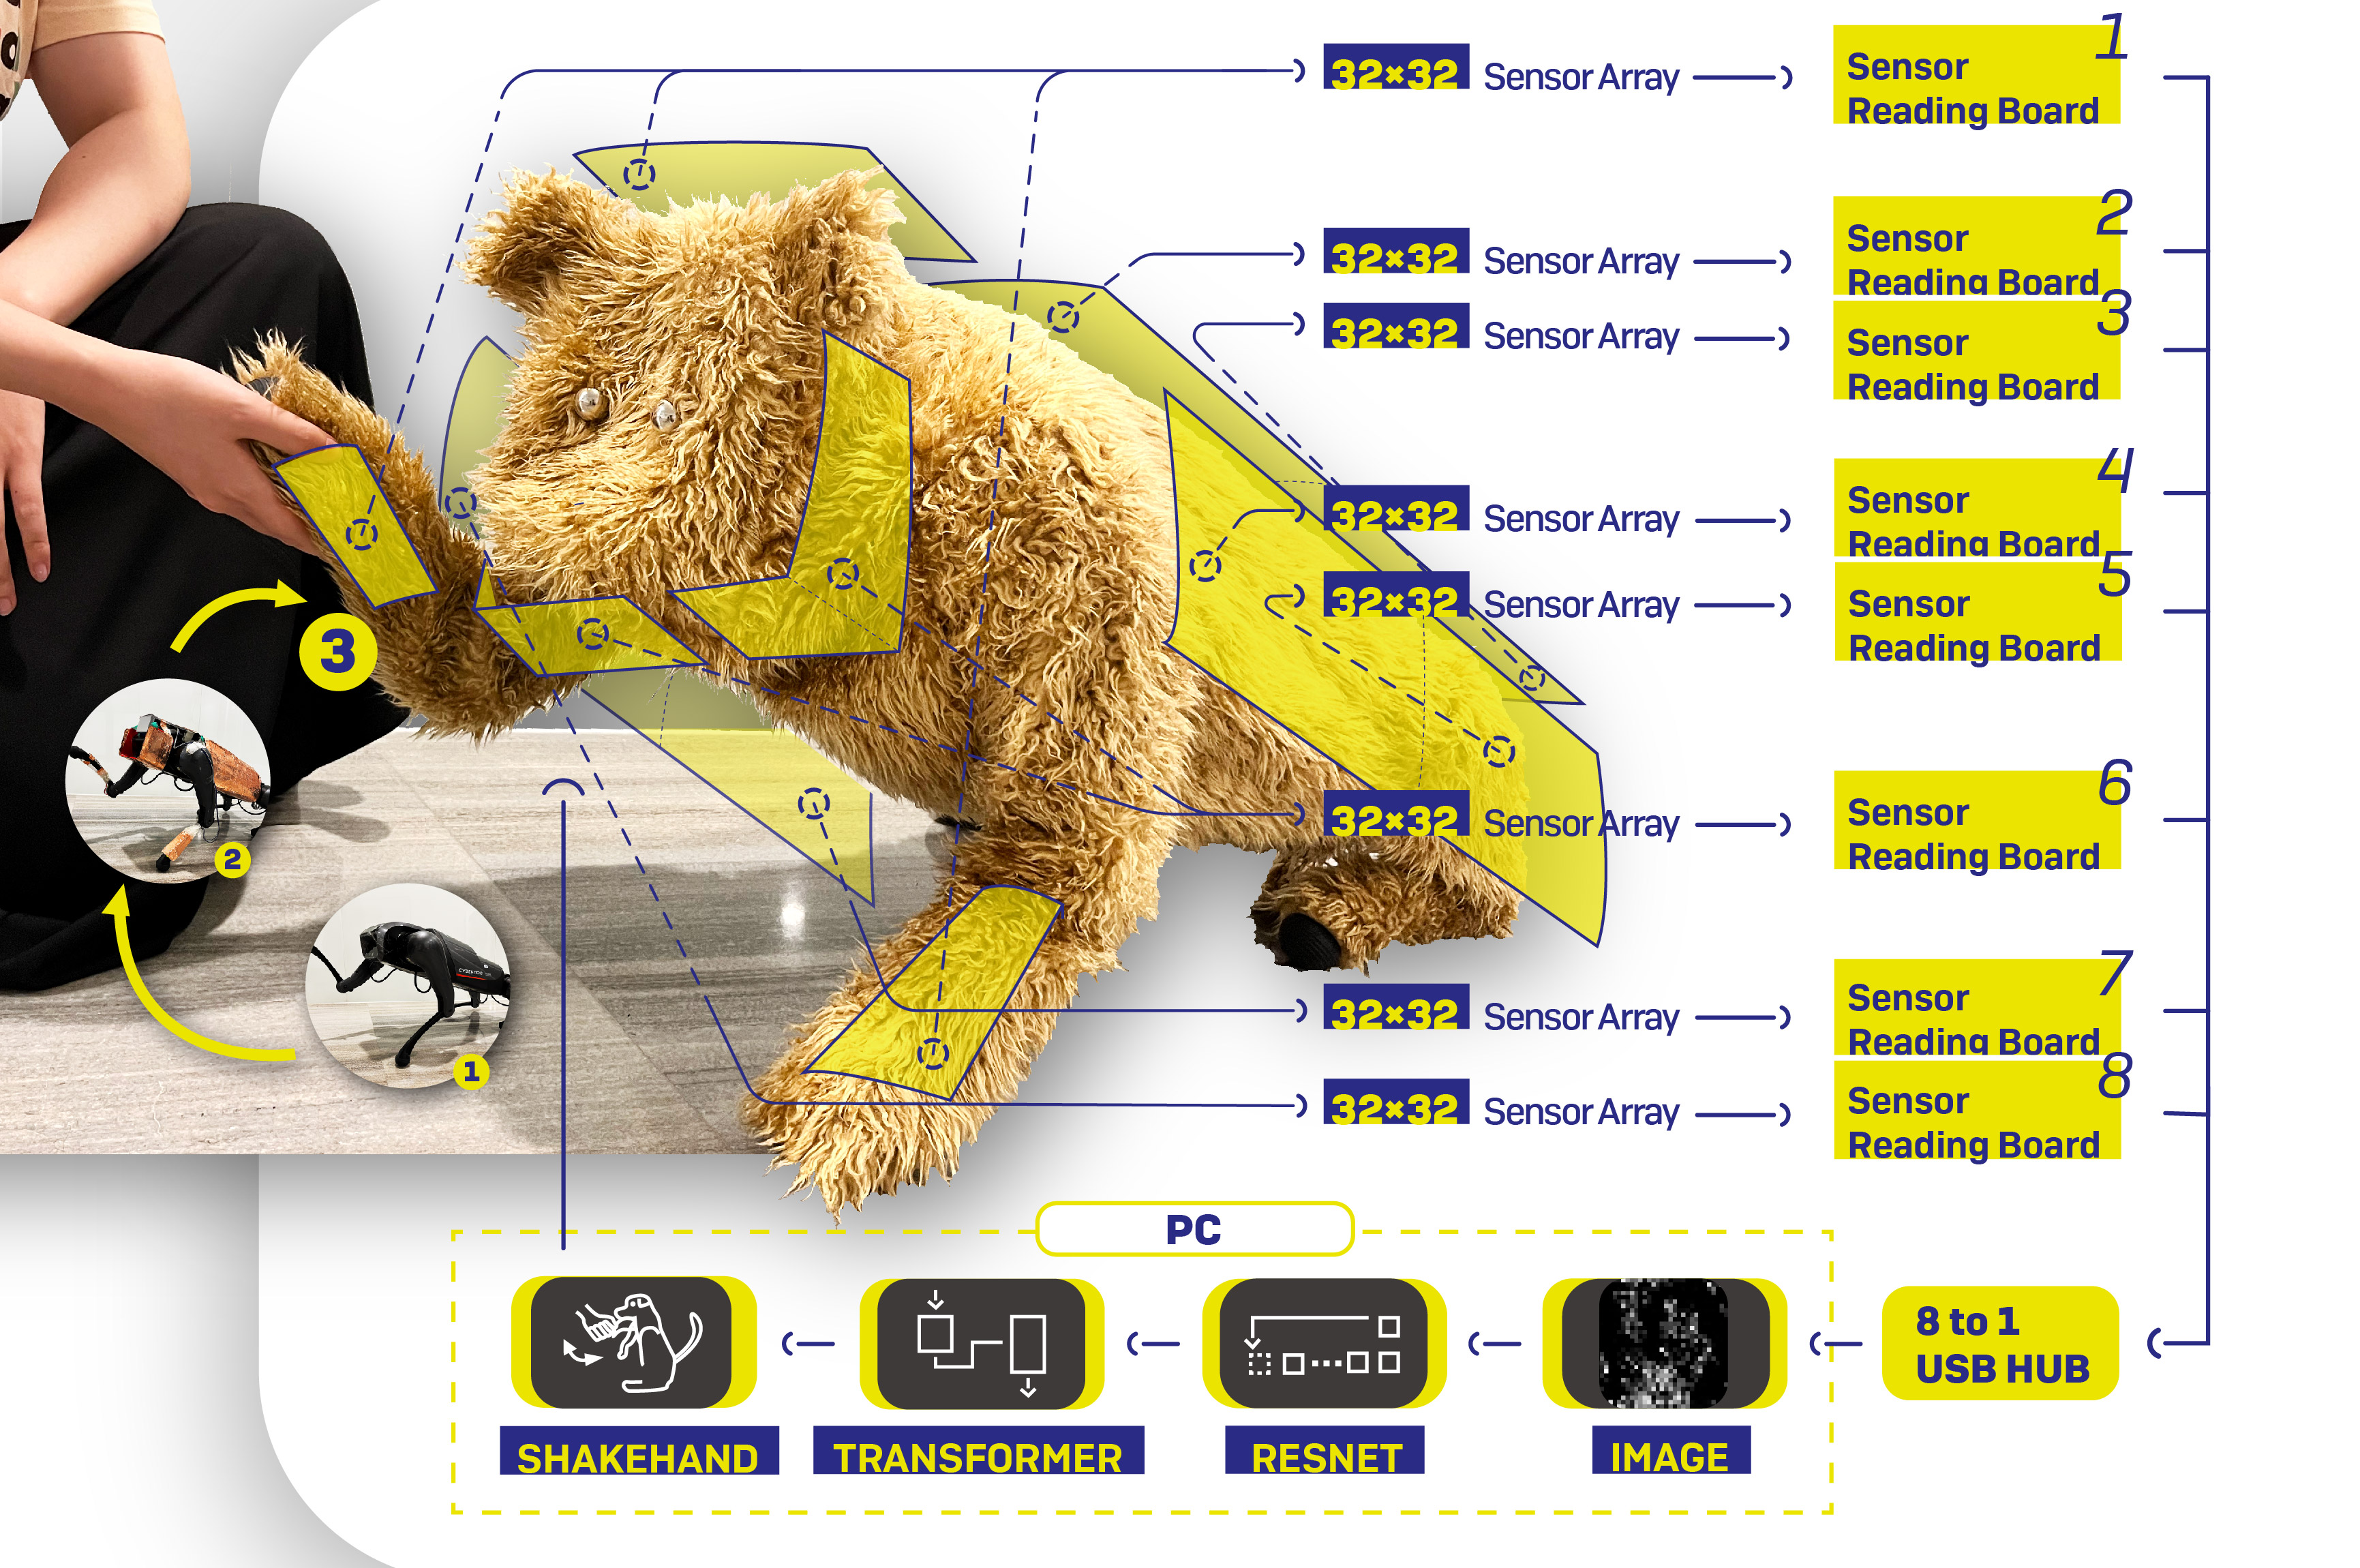 32×32 Sensor Array
Sensor
Reading Board
1
32×32 Sensor Array
Sensor
Reading Board
2
32×32 Sensor Array
Sensor
Reading Board
3
32×32 Sensor Array
Sensor
Reading Board
4
32×32 Sensor Array
Sensor
Reading Board
5
32×32 Sensor Array
Sensor
Reading Board
6
32×32 Sensor Array
Sensor
Reading Board
7
32×32 Sensor Array
Sensor
Reading Board
8
3
2
1
PC
8 to 1
USB HUB
SHAKEHAND
TRANSFORMER
RESNET
IMAGE